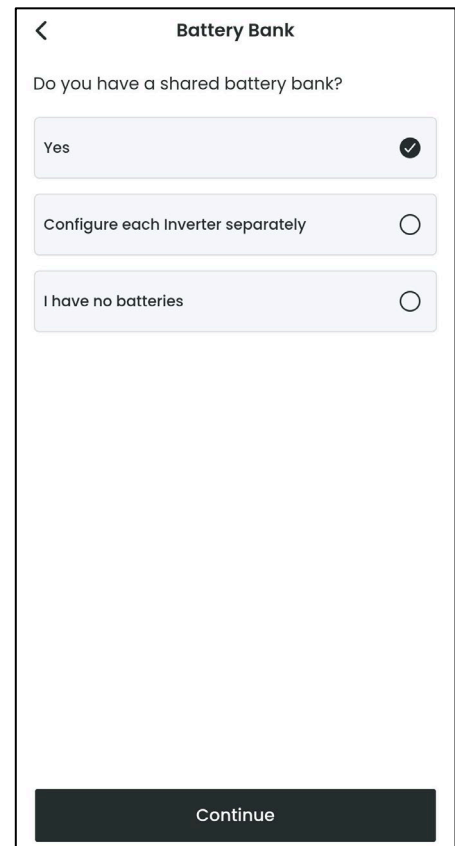 Battery Bank
Do you have a shared battery bank?
Yes
Configure each Inverter separately
I have no batteries
Continue